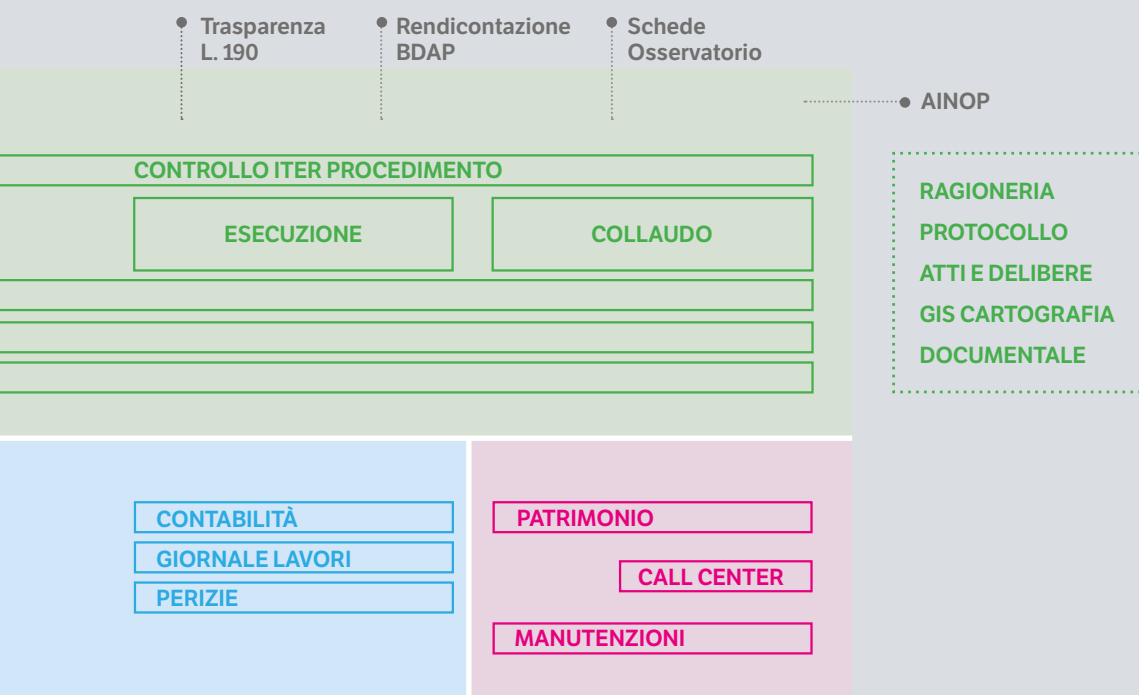 Trasparenza
L. 190
Rendicontazione
BDAP
Schede
Osservatorio
AINOP
CONTROLLO ITER PROCEDIMENTO
ESECUZIONE
COLLAUDO
RAGIONERIA
PROTOCOLLO
ATTI E DELIBERE
GIS CARTOGRAFIA
DOCUMENTALE
CONTABILITÀ
GIORNALE LAVORI
PERIZIE
PATRIMONIO
CALL CENTER
MANUTENZIONI